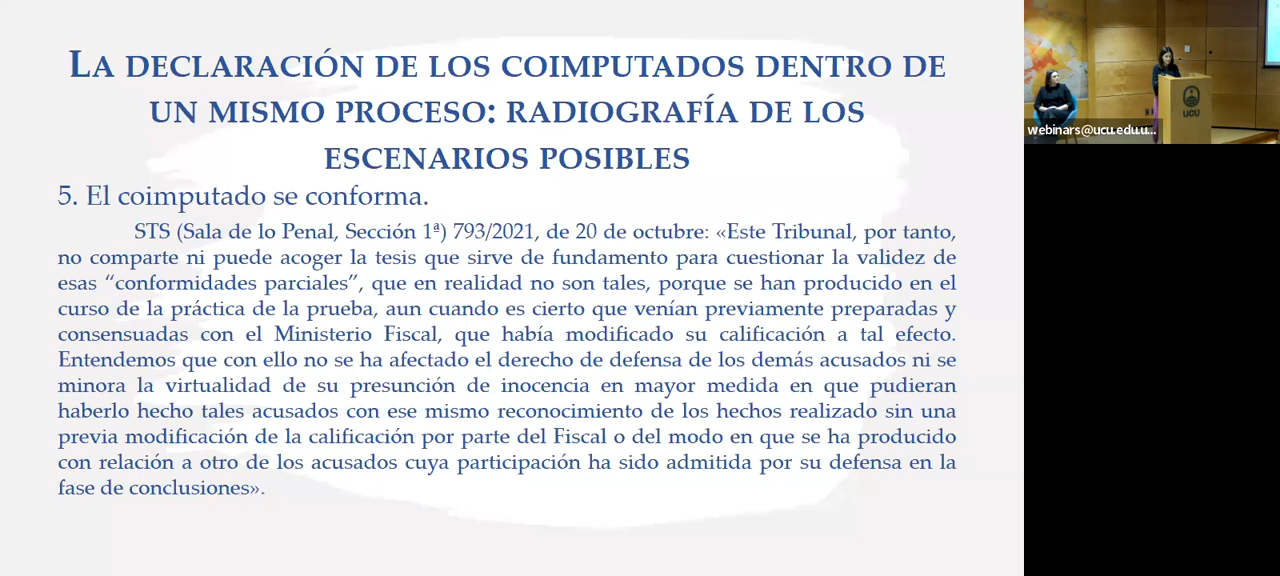 LA DECLARACIÓN DE LOS COIMPUTADOS DENTRO DE
UN MISMO PROCESO: RADIOGRAFÍA DE LOS
ESCENARIOS POSIBLES
5. El coimputado se conforma.
STS (Sala de lo Penal, Sección 1ª) 793/2021, de 20 de octubre: «Este Tribunal, por tanto,
no comparte ni puede acoger la tesis que sirve de fundamento para cuestionar la validez de
esas “conformidades parciales”, que en realidad no son tales, porque se han producido en el
curso de la práctica de la prueba, aun cuando es cierto que venían previamente preparadas y
consensuadas con el Ministerio Fiscal, que había modificado su calificación a tal efecto.
Entendemos que con ello no se ha afectado el derecho de defensa de los demás acusados ni se
minora la virtualidad de su presunción de inocencia en mayor medida en que pudieran
haberlo hecho tales acusados con ese mismo reconocimiento de los hechos realizado sin una
previa modificación de la calificación por parte del Fiscal o del modo en que se ha producido
con relación a otro de los acusados cuya participación ha sido admitida por su defensa en la
fase de conclusiones».
UCU
webinars@ucu.edu.u...